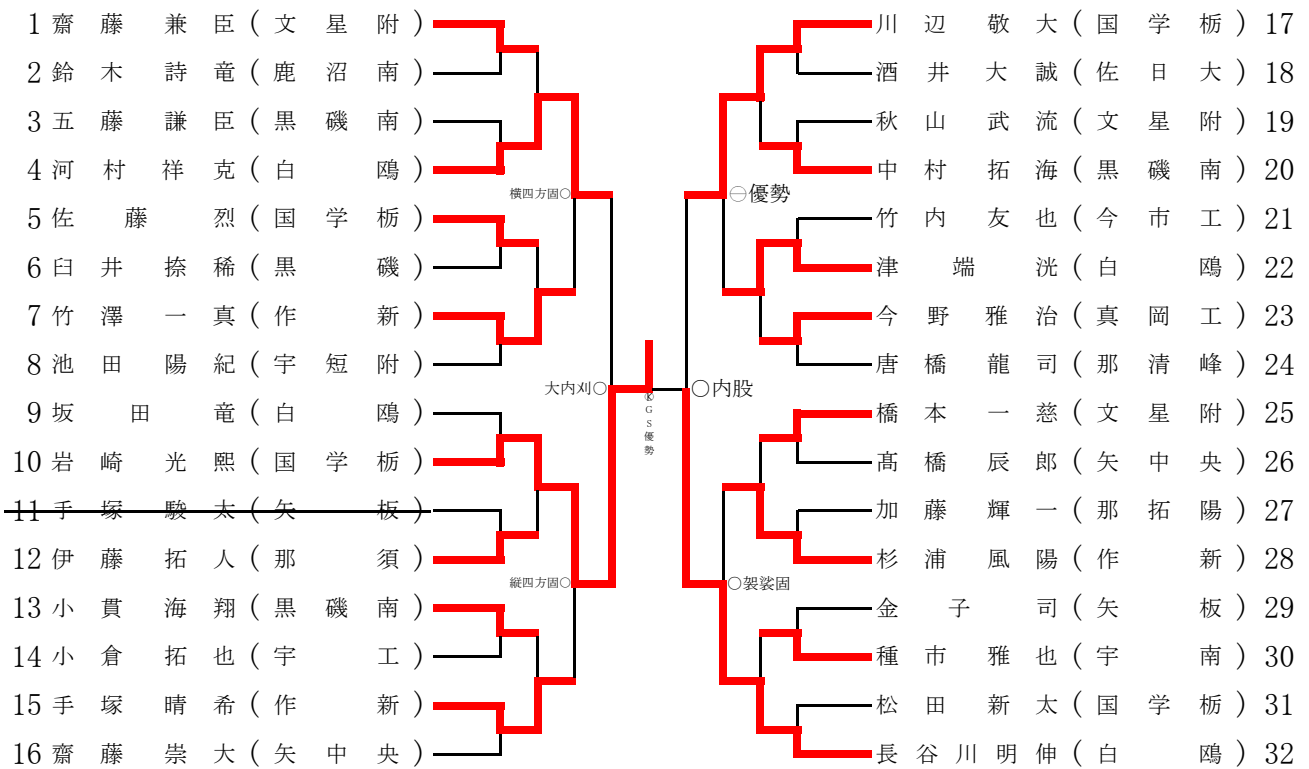 1 齋藤兼臣(文星附)
2 鈴木詩竜(鹿沼南)
3 五藤謙臣(黒磯南)
4 河村祥克(白鴎)
5 佐藤烈(国学栃)
6 臼井捺稀(黒磯)
7 竹澤一真(作新)
8 池田陽紀(宇短附)
9 坂田竜(白鴎)
10 岩崎光熙(国学栃)
11 手塚駿太(矢板)
12 伊藤拓人(那須)
13 小貫海翔(黒磯南)
14 小倉拓也(宇工)
15 手塚晴希(作新)
16 齋藤崇大(矢中央)
横四方固○
大内刈○
縦四方固○
GS優勢
㊀優勢
○内股
○袈裟固
川辺敬大(国学栃) 17
酒井大誠(佐日大) 18
秋山武流(文星附) 19
中村拓海(黒磯南) 20
竹内友也(今市工) 21
津端洸(白鴎) 22
今野雅治(真岡工) 23
唐橋龍司(那清峰) 24
橋本一慈(文星附) 25
髙橋辰郎(矢中央) 26
加藤輝一(那拓陽) 27
杉浦風陽(作新) 28
金子司(矢板) 29
種市雅也(宇南) 30
松田新太(国学栃) 31
長谷川明伸(白鴎) 32